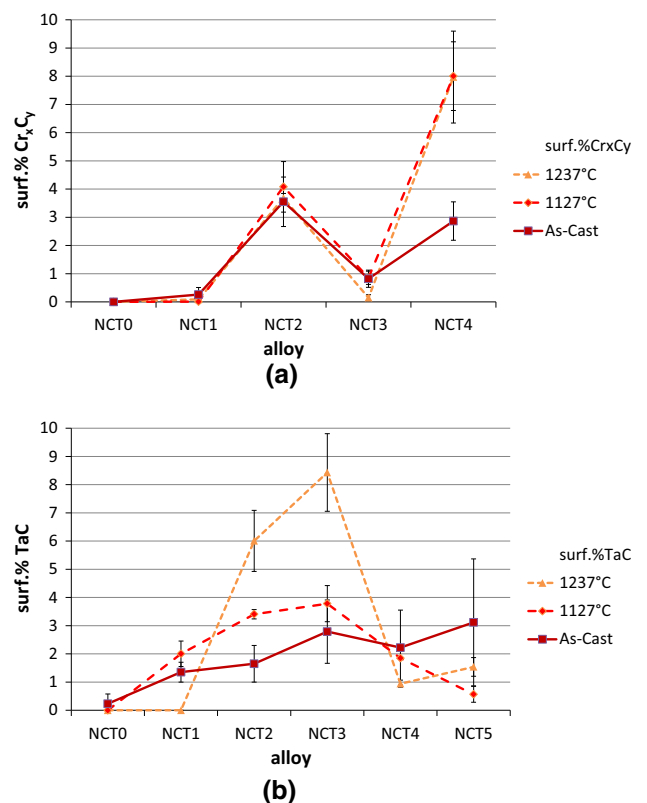 10
9
8
7
6
5
4
3
2
1
0
surf.% CrxCy
NCT0 NCT1 NCT2 NCT3 NCT4
alloy
surf.%CrxCy
1237°C
1127°C
As-Cast
(a)
10
9
8
7
6
5
4
3
2
1
0
surf.% TaC
NCT0 NCT1 NCT2 NCT3 NCT4 NCT5
alloy
surf.%TaC
1237°C
1127°C
As-Cast
(b)